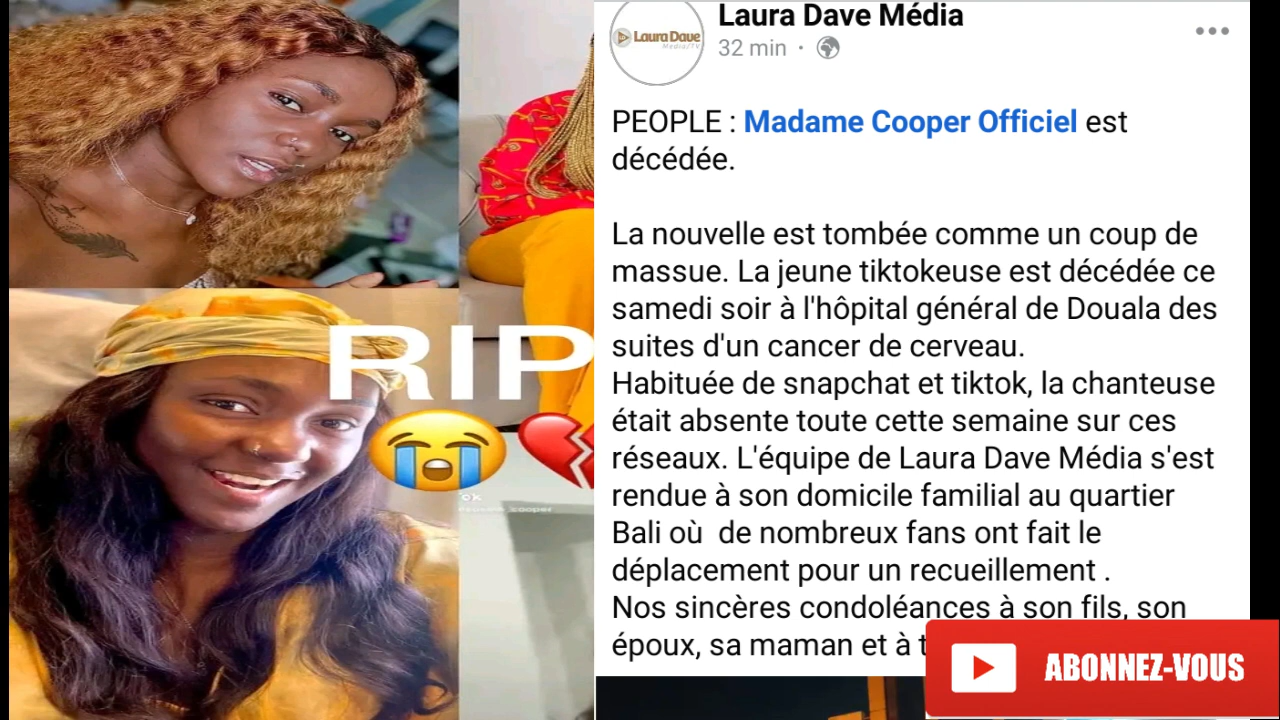 Laura Dave Média
32 min ·
Laura Dave
Media/TV
PEOPLE : Madame Cooper Officiel est
décédée.
La nouvelle est tombée comme un coup de
massue. La jeune tiktokeuse est décédée ce
samedi soir à l'hôpital général de Douala des
suites d'un cancer de cerveau.
Habituée de snapchat et tiktok, la chanteuse
était absente toute cette semaine sur ces
réseaux. L'équipe de Laura Dave Média s'est
rendue à son domicile familial au quartier
Bali où  de nombreux fans ont fait le
déplacement pour un recueillement .
Nos sincères condoléances à son fils, son
époux, sa maman et à t
RIP
ABONNEZ-VOUS